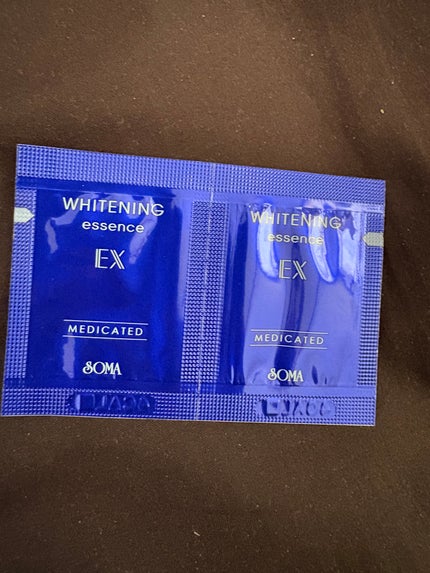 WHITENING
essence
EX
MEDICATED
SOMA
WHITENING
essence
EX
MEDICATED
SOMA